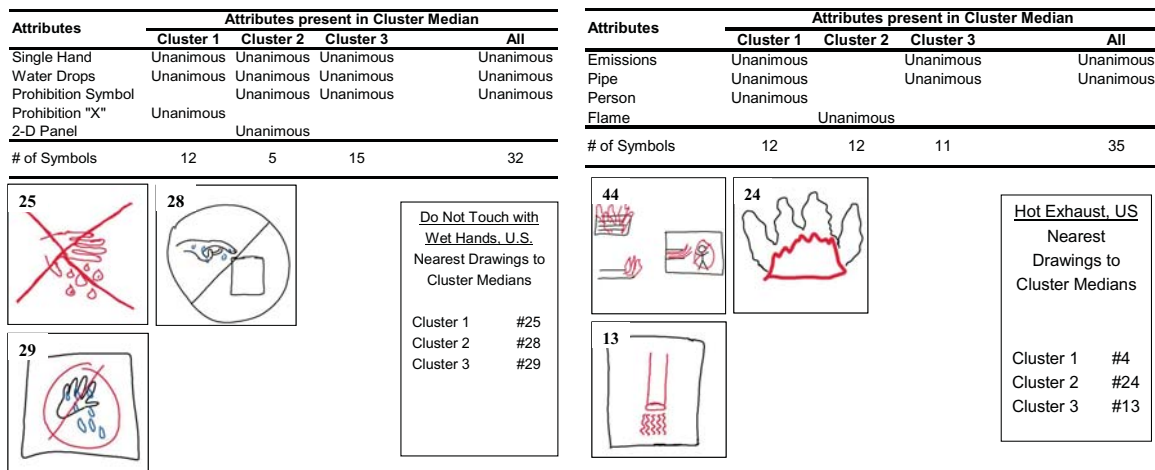 Attributes Attributes present in Cluster Median
Cluster 1 Cluster 2 Cluster 3 All
Single Hand Unanimous Unanimous Unanimous Unanimous
Water Drops Unanimous Unanimous Unanimous Unanimous
Prohibition Symbol Unanimous Unanimous Unanimous
Prohibition "X" Unanimous
2-D Panel Unanimous
# of Symbols 12 5 15 32
25
28
29
Do Not Touch with
Wet Hands, U.S.
Nearest Drawings to
Cluster Medians
Cluster 1 #25
Cluster 2 #28
Cluster 3 #29
Attributes Attributes present in Cluster Median
Cluster 1 Cluster 2 Cluster 3 All
Emissions Unanimous Unanimous Unanimous
Pipe Unanimous Unanimous Unanimous
Person Unanimous
Flame Unanimous
# of Symbols 12 12 11 35
44
24
13
Hot Exhaust, US
Nearest
Drawings to
Cluster Medians
Cluster 1 #4
Cluster 2 #24
Cluster 3 #13